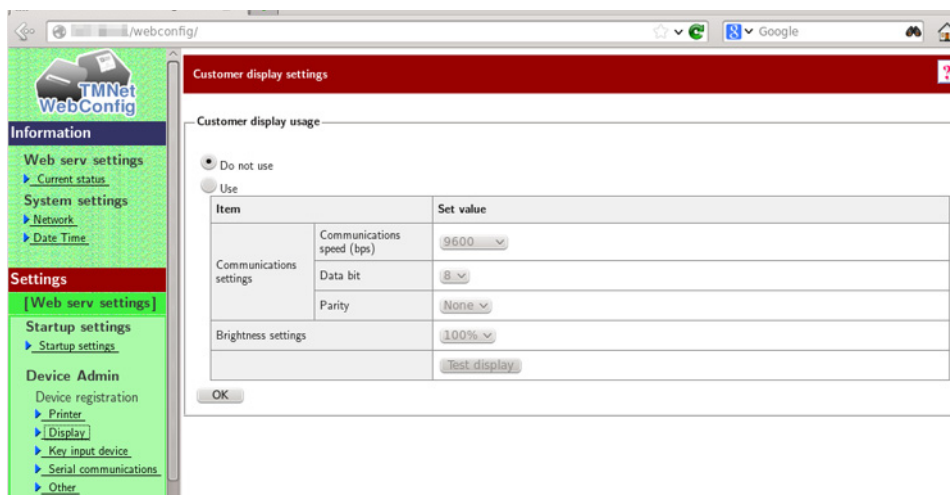 /webconfig/
Google
TMNet
WebConfig
Information
Web serv settings
Current status
System settings
Network
Date Time
Settings
[Web serv settings]
Startup settings
Startup settings
Device Admin
Device registration
Printer
Display
Key input device
Serial communications
Other
Customer display settings
?
Customer display usage
Do not use
Use
Item Set value
Communications settings
Communications speed (bps) 9600
Data bit 8
Parity None
Brightness settings 100%
Test display
OK